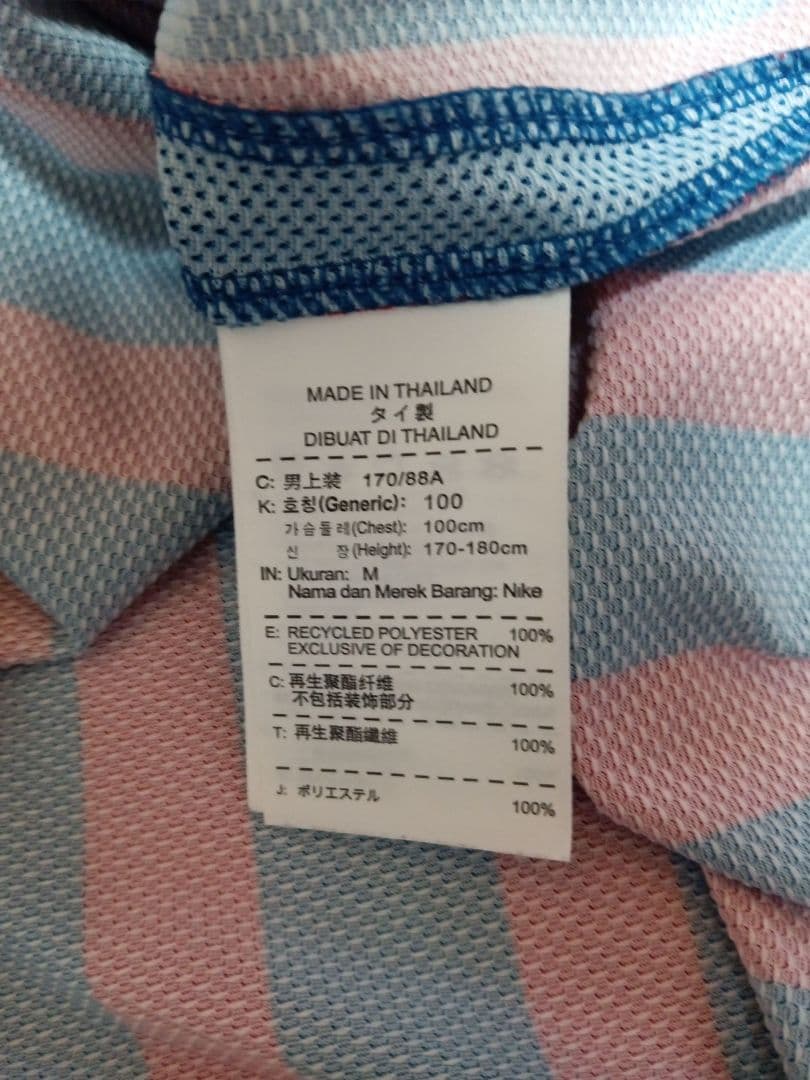 MADE IN THAILAND
タイ製
DIBUAT DI THAILAND
C: 男上装 170/88A
K: 호칭(Generic): 100
가슴둘레(Chest): 100cm
신 장(Height): 170-180cm
IN: Ukuran: M
Nama dan Merek Barang: Nike
E: RECYCLED POLYESTER 100%
EXCLUSIVE OF DECORATION
C: 再生聚酯纤维 100%
不包括装饰部分
T: 再生聚酯纖維 100%
J: ポリエステル 100%